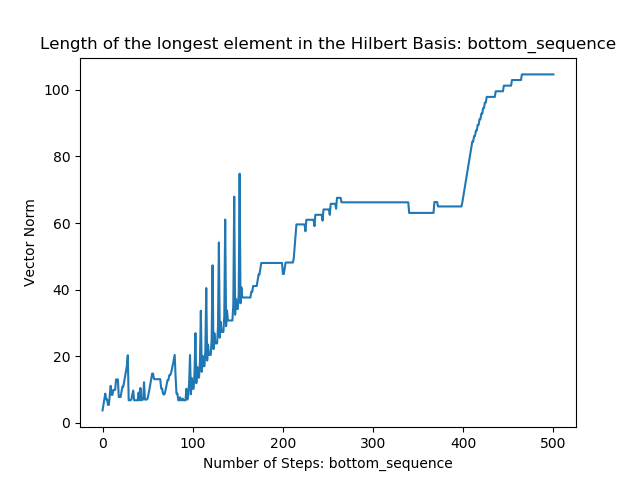 Length of the longest element in the Hilbert Basis: bottom_sequence
100
80
60
40
20
0
Vector Norm
0 100 200 300 400 500
Number of Steps: bottom_sequence